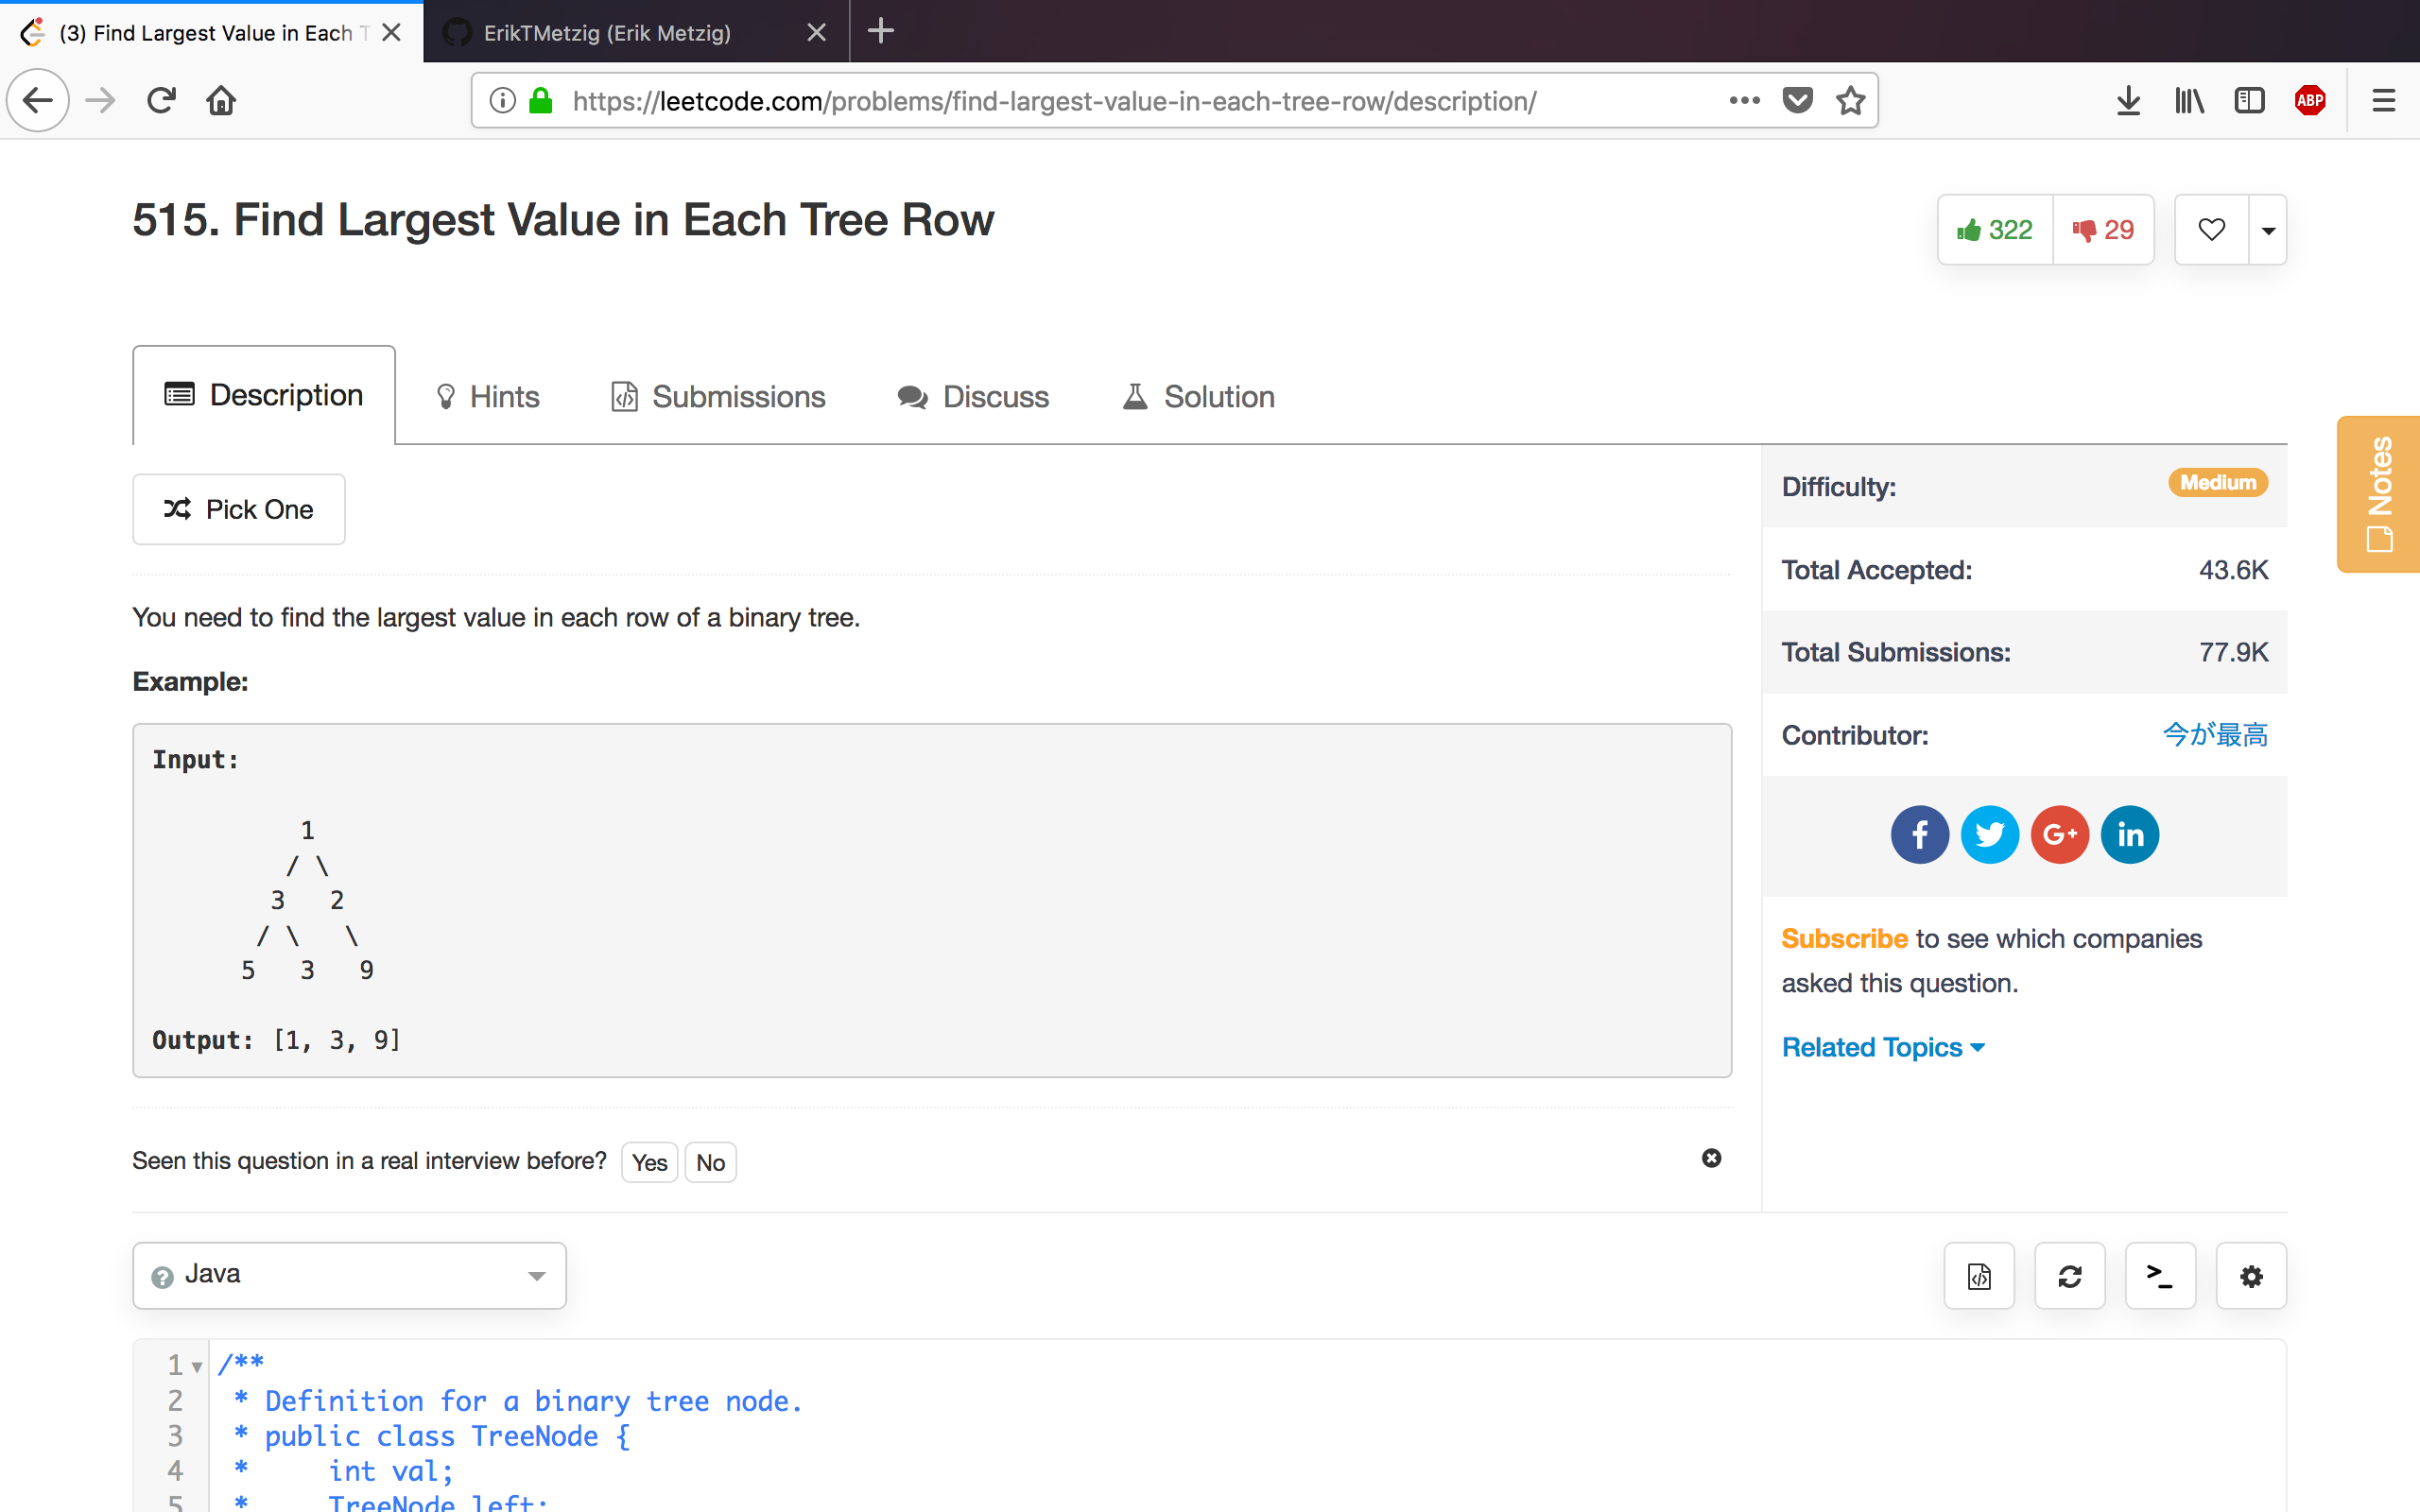 (3) Find Largest Value in Each T
ErikTMetzig (Erik Metzig)
https://leetcode.com/problems/find-largest-value-in-each-tree-row/description/
ABP
515. Find Largest Value in Each Tree Row
322
29
Description
Hints
Submissions
Discuss
Solution
Notes
Pick One
Difficulty:
Medium
You need to find the largest value in each row of a binary tree.
Total Accepted:
43.6K
Total Submissions:
77.9K
Contributor:
今が最高
Example:
Input:
1
/ \
3   2
/ \   \
5   3   9
Output: [1, 3, 9]
f
G+
in
Subscribe to see which companies
asked this question.
Related Topics
Seen this question in a real interview before?
Yes
No
? Java
>_
1 /**
2  * Definition for a binary tree node.
3  * public class TreeNode {
4  *     int val;
5  *     TreeNode left;